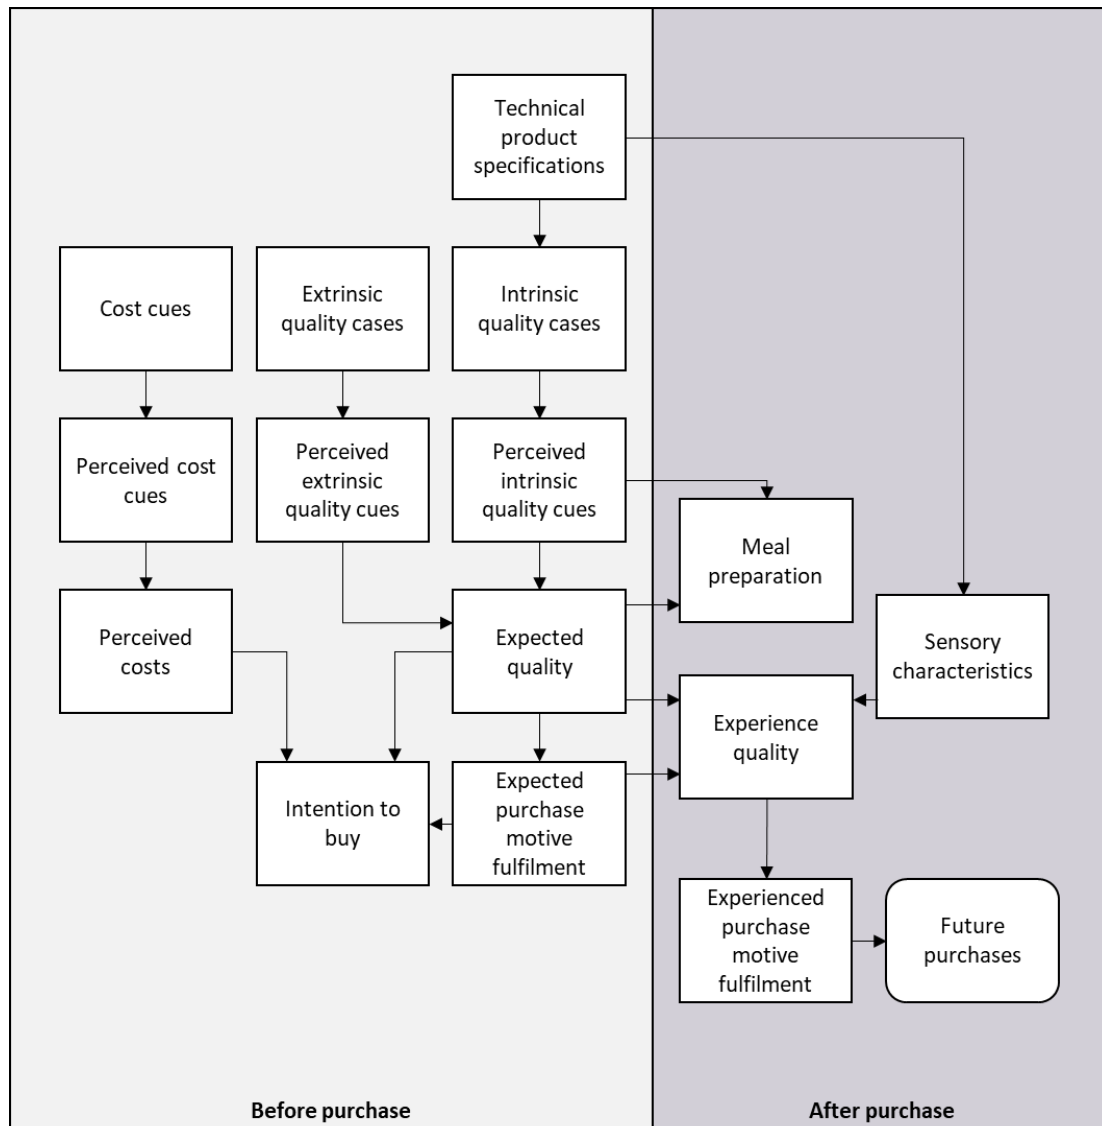 Technical
product
specifications
Cost cues
Extrinsic
quality cases
Intrinsic
quality cases
Perceived cost
cues
Perceived
extrinsic
quality cues
Perceived
intrinsic
quality cues
Meal
preparation
Perceived
costs
Expected
quality
Sensory
characteristics
Experience
quality
Intention to
buy
Expected
purchase
motive
fulfilment
Experienced
purchase
motive
fulfilment
Future
purchases
Before purchase
After purchase